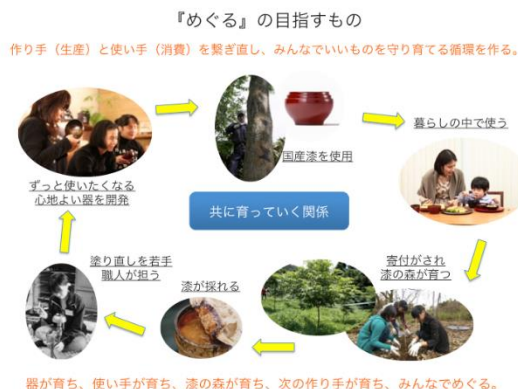 『めぐる』の目指すもの
作り手（生産）と使い手（消費）を繋ぎ直し、みんなでいいものを守り育てる循環を作る。
国産漆を使用
暮らしの中で使う
ずっと使いたくなる
心地よい器を開発
共に育っていく関係
塗り直しを若手
職人が担う
漆が採れる
寄付がされ
漆の森が育つ
器が育ち、使い手が育ち、漆の森が育ち、次の作り手が育ち、みんなでめぐる。